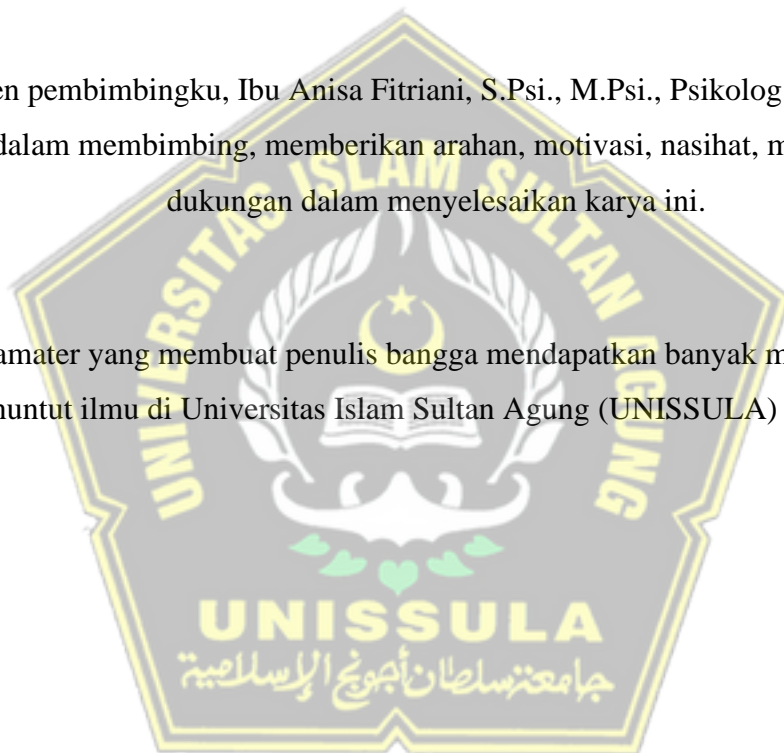 en pembimbingku, Ibu Anisa Fitriani, S.Psi., M.Psi., Psikolog
dalam membimbing, memberikan arahan, motivasi, nasihat, m
dukungan dalam menyelesaikan karya ini.
amater yang membuat penulis bangga mendapatkan banyak m
nuntut ilmu di Universitas Islam Sultan Agung (UNISSULA)
UNIVERSITAS ISLAM SULTAN AGUNG
UNISSULA
جامعة سلطان أجونج الإسلامية